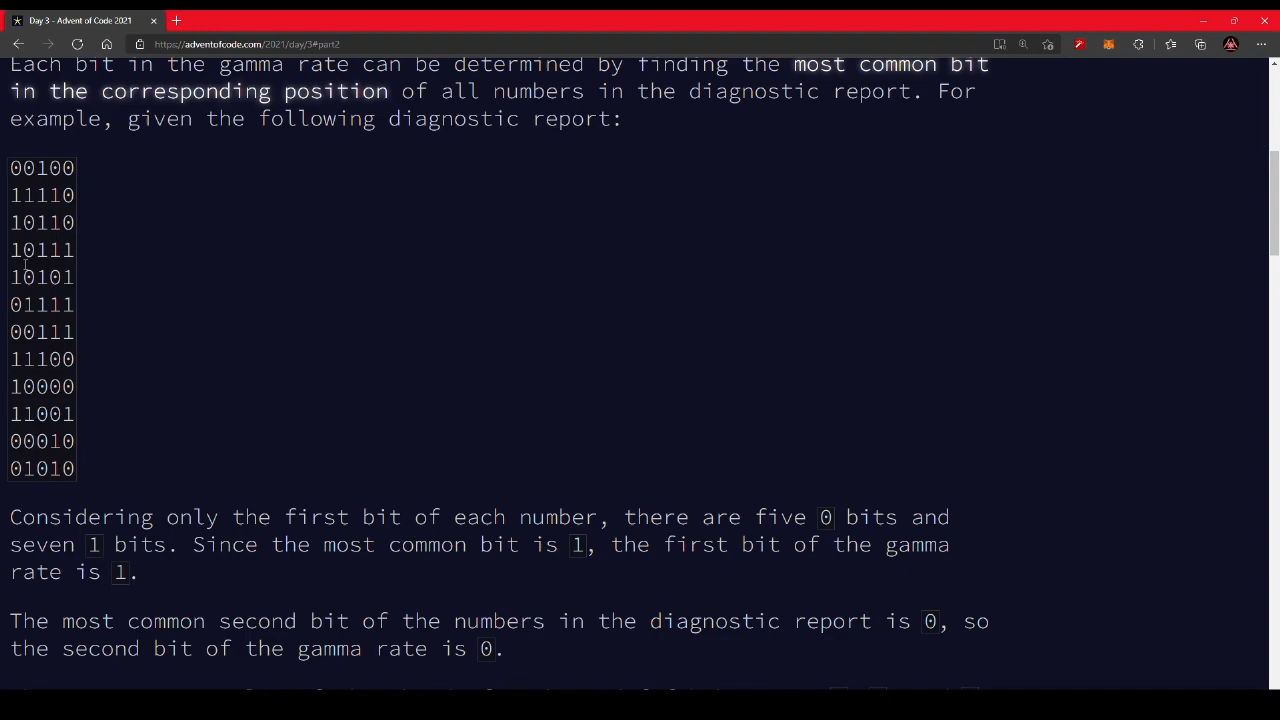 Day 3 - Advent of Code 2021
https://adventofcode.com/2021/day/3#part2
Each bit in the gamma rate can be determined by finding the most common bit
in the corresponding position of all numbers in the diagnostic report. For
example, given the following diagnostic report:
00100
11110
10110
10111
10101
01111
00111
11100
10000
11001
00010
01010
Considering only the first bit of each number, there are five 0 bits and
seven 1 bits. Since the most common bit is 1, the first bit of the gamma
rate is 1.
The most common second bit of the numbers in the diagnostic report is 0, so
the second bit of the gamma rate is 0.